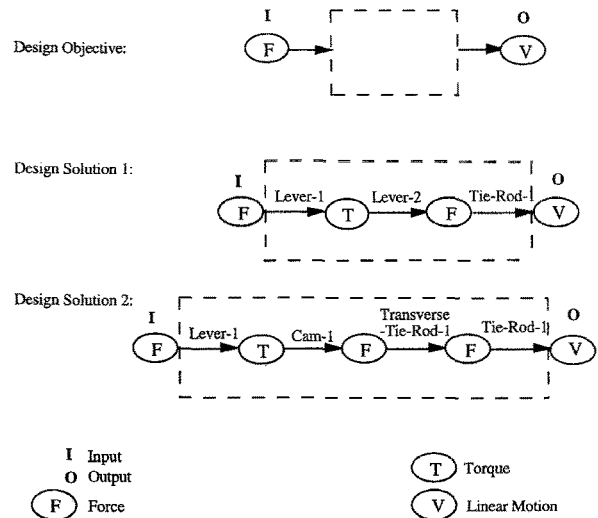 I O
Design Objective: F V
Design Solution 1:
I O
Lever-1 Lever-2 Tie-Rod-1
F T F V
Design Solution 2:
I O
Transverse
Lever-1 Cam-1 -Tie-Rod-1 Tie-Rod-1
F T F F V
I Input
O Output
F Force
T Torque
V Linear Motion